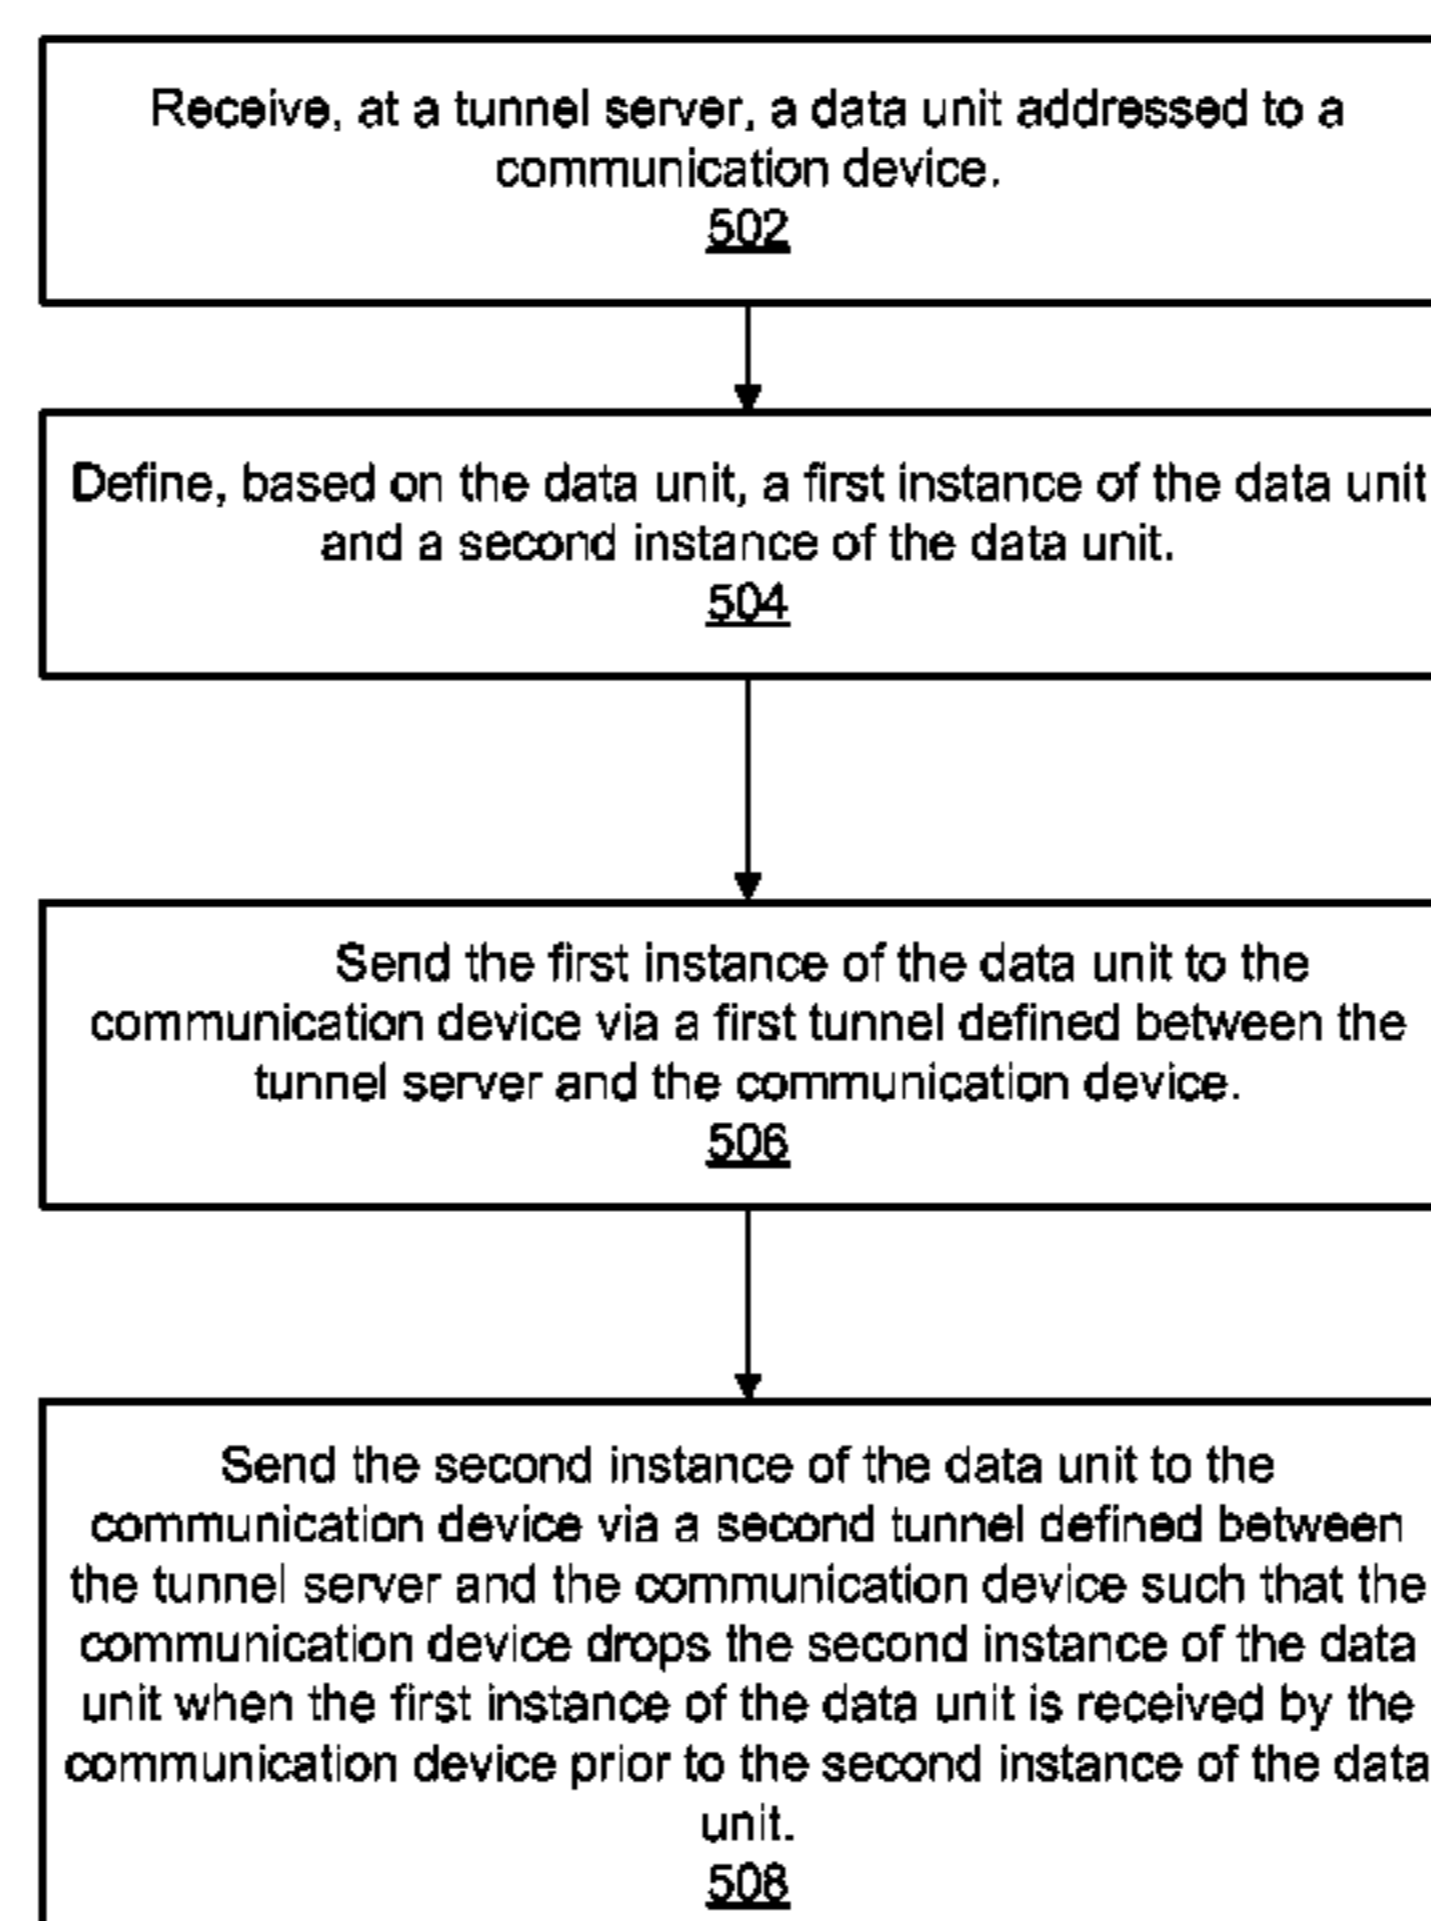 Receive, at a tunnel server, a data unit addressed to a
communication device.
502
Define, based on the data unit, a first instance of the data unit
and a second instance of the data unit.
504
Send the first instance of the data unit to the
communication device via a first tunnel defined between the
tunnel server and the communication device.
506
Send the second instance of the data unit to the
communication device via a second tunnel defined between
the tunnel server and the communication device such that the
communication device drops the second instance of the data
unit when the first instance of the data unit is received by the
communication device prior to the second instance of the data
unit.
508